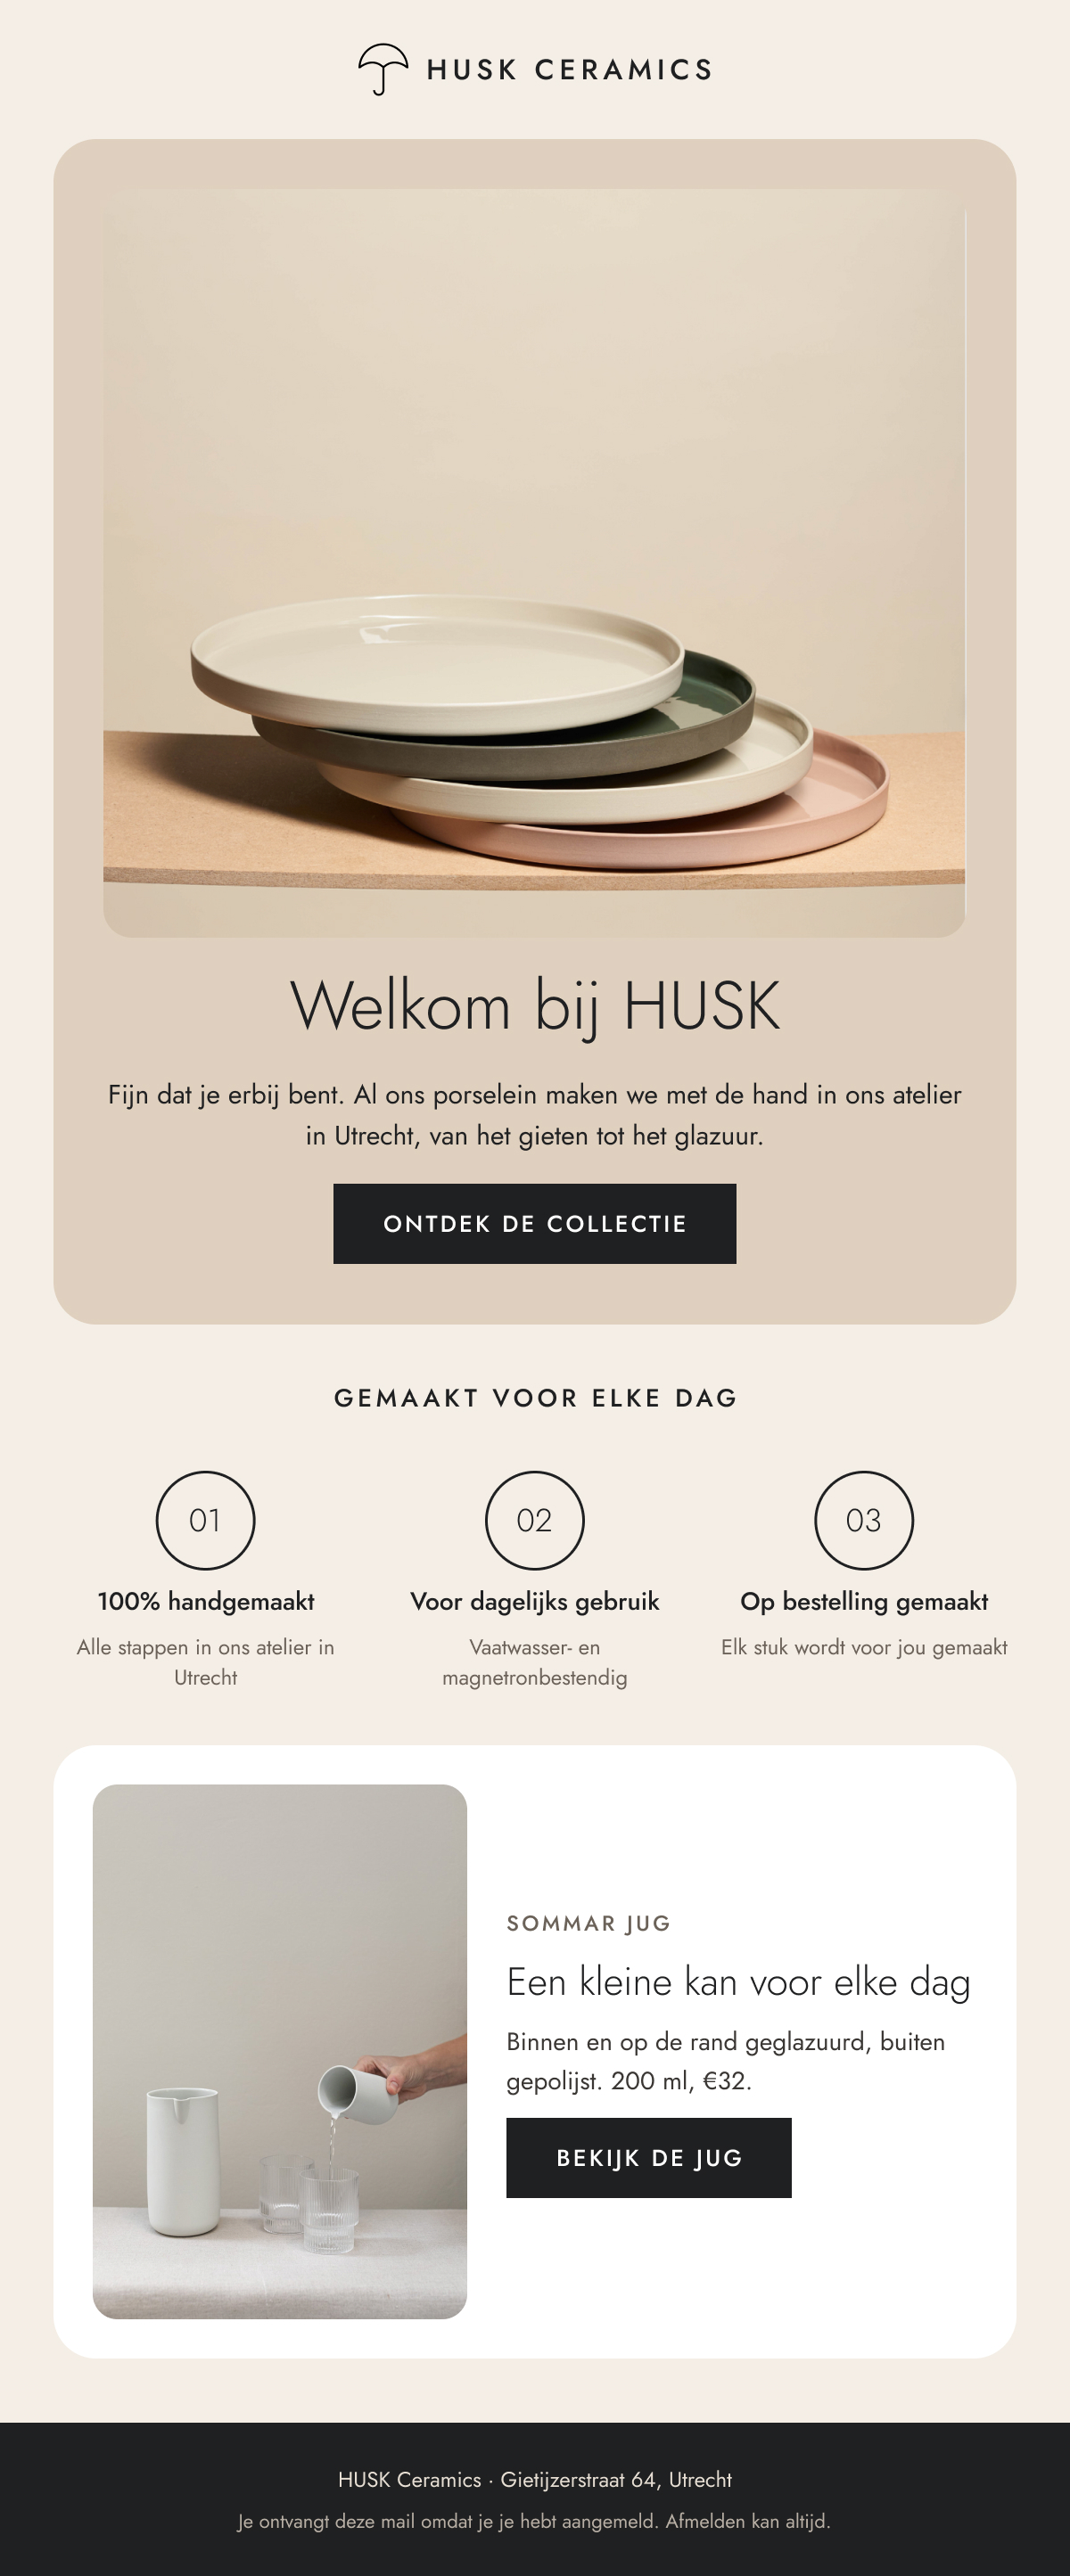 HUSK CERAMICS
Welkom bij HUSK
Fijn dat je erbij bent. Al ons porselein maken we met de hand in ons atelier
in Utrecht, van het gieten tot het glazuur.
ONTDEK DE COLLECTIE
GEMAAKT VOOR ELKE DAG
01
100% handgemaakt
Alle stappen in ons atelier in
Utrecht
02
Voor dagelijks gebruik
Vaatwasser- en
magnetronbestendig
03
Op bestelling gemaakt
Elk stuk wordt voor jou gemaakt
SOMMAR JUG
Een kleine kan voor elke dag
Binnen en op de rand geglazuurd, buiten
gepolijst. 200 ml, €32.
BEKIJK DE JUG
HUSK Ceramics · Gietijzerstraat 64, Utrecht
Je ontvangt deze mail omdat je je hebt aangemeld. Afmelden kan altijd.